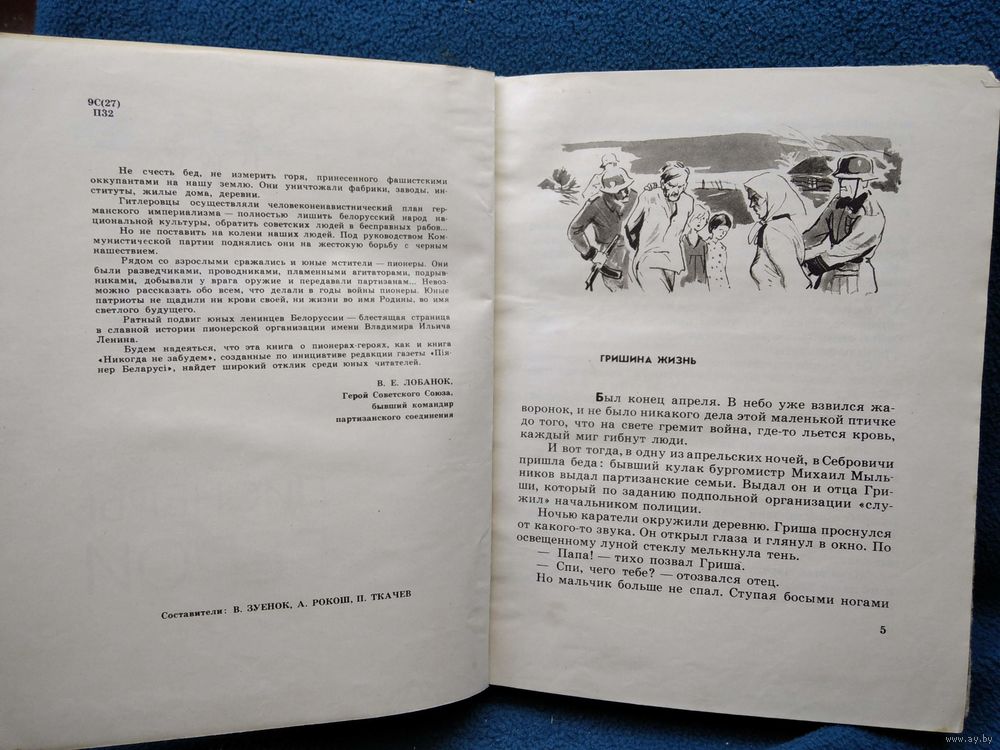 9С(27)
П32
Не счесть бед, не измерить горя, принесенного фашистскими
оккупантами на нашу землю. Они уничтожали фабрики, заводы, ин-
ституты, жилые дома, деревни.
Гитлеровцы осуществляли человеконенавистнический план гер-
манского империализма — полностью лишить белорусский народ на-
циональной культуры, обратить советских людей в бесправных рабов...
Но не поставить на колени наших людей. Под руководством Ком-
мунистической партии поднялись они на жестокую борьбу с черным
нашествием.
Рядом со взрослыми сражались и юные мстители — пионеры. Они
были разведчиками, проводниками, пламенными агитаторами, подрыв-
никами, добывали у врага оружие и передавали партизанам... Невоз-
можно рассказать обо всем, что делали в годы войны пионеры. Юные
патриоты не щадили ни крови своей, ни жизни во имя Родины, во имя
светлого будущего.
Ратный подвиг юных ленинцев Белоруссии — блестящая страница
в славной истории пионерской организации имени Владимира Ильича
Ленина.
Будем надеяться, что эта книга о пионерах-героях, как и книга
«Никогда не забудем», созданные по инициативе редакции газеты «Пія-
нер Беларусі», найдет широкий отклик среди юных читателей.
В. Е. ЛОБАНОК,
Герой Советского Союза,
бывший командир
партизанского соединения
Составители: В. ЗУЕНОК, А. РОКОШ, П. ТКАЧЕВ
ГРИШИНА ЖИЗНЬ
Был конец апреля. В небо уже взвился жа-
воронок, и не было никакого дела этой маленькой птичке
до того, что на свете гремит война, где-то льется кровь,
каждый миг гибнут люди.
И вот тогда, в одну из апрельских ночей, в Себровичи
пришла беда: бывший кулак бургомистр Михаил Мыль-
ников выдал партизанские семьи. Выдал он и отца Гри-
ши, который по заданию подпольной организации «слу-
жил» начальником полиции.
Ночью каратели окружили деревню. Гриша проснулся
от какого-то звука. Он открыл глаза и глянул в окно. По
освещенному луной стеклу мелькнула тень.
— Папа! — тихо позвал Гриша.
— Спи, чего тебе? — отозвался отец.
Но мальчик больше не спал. Ступая босыми ногами
5
www.ay.by